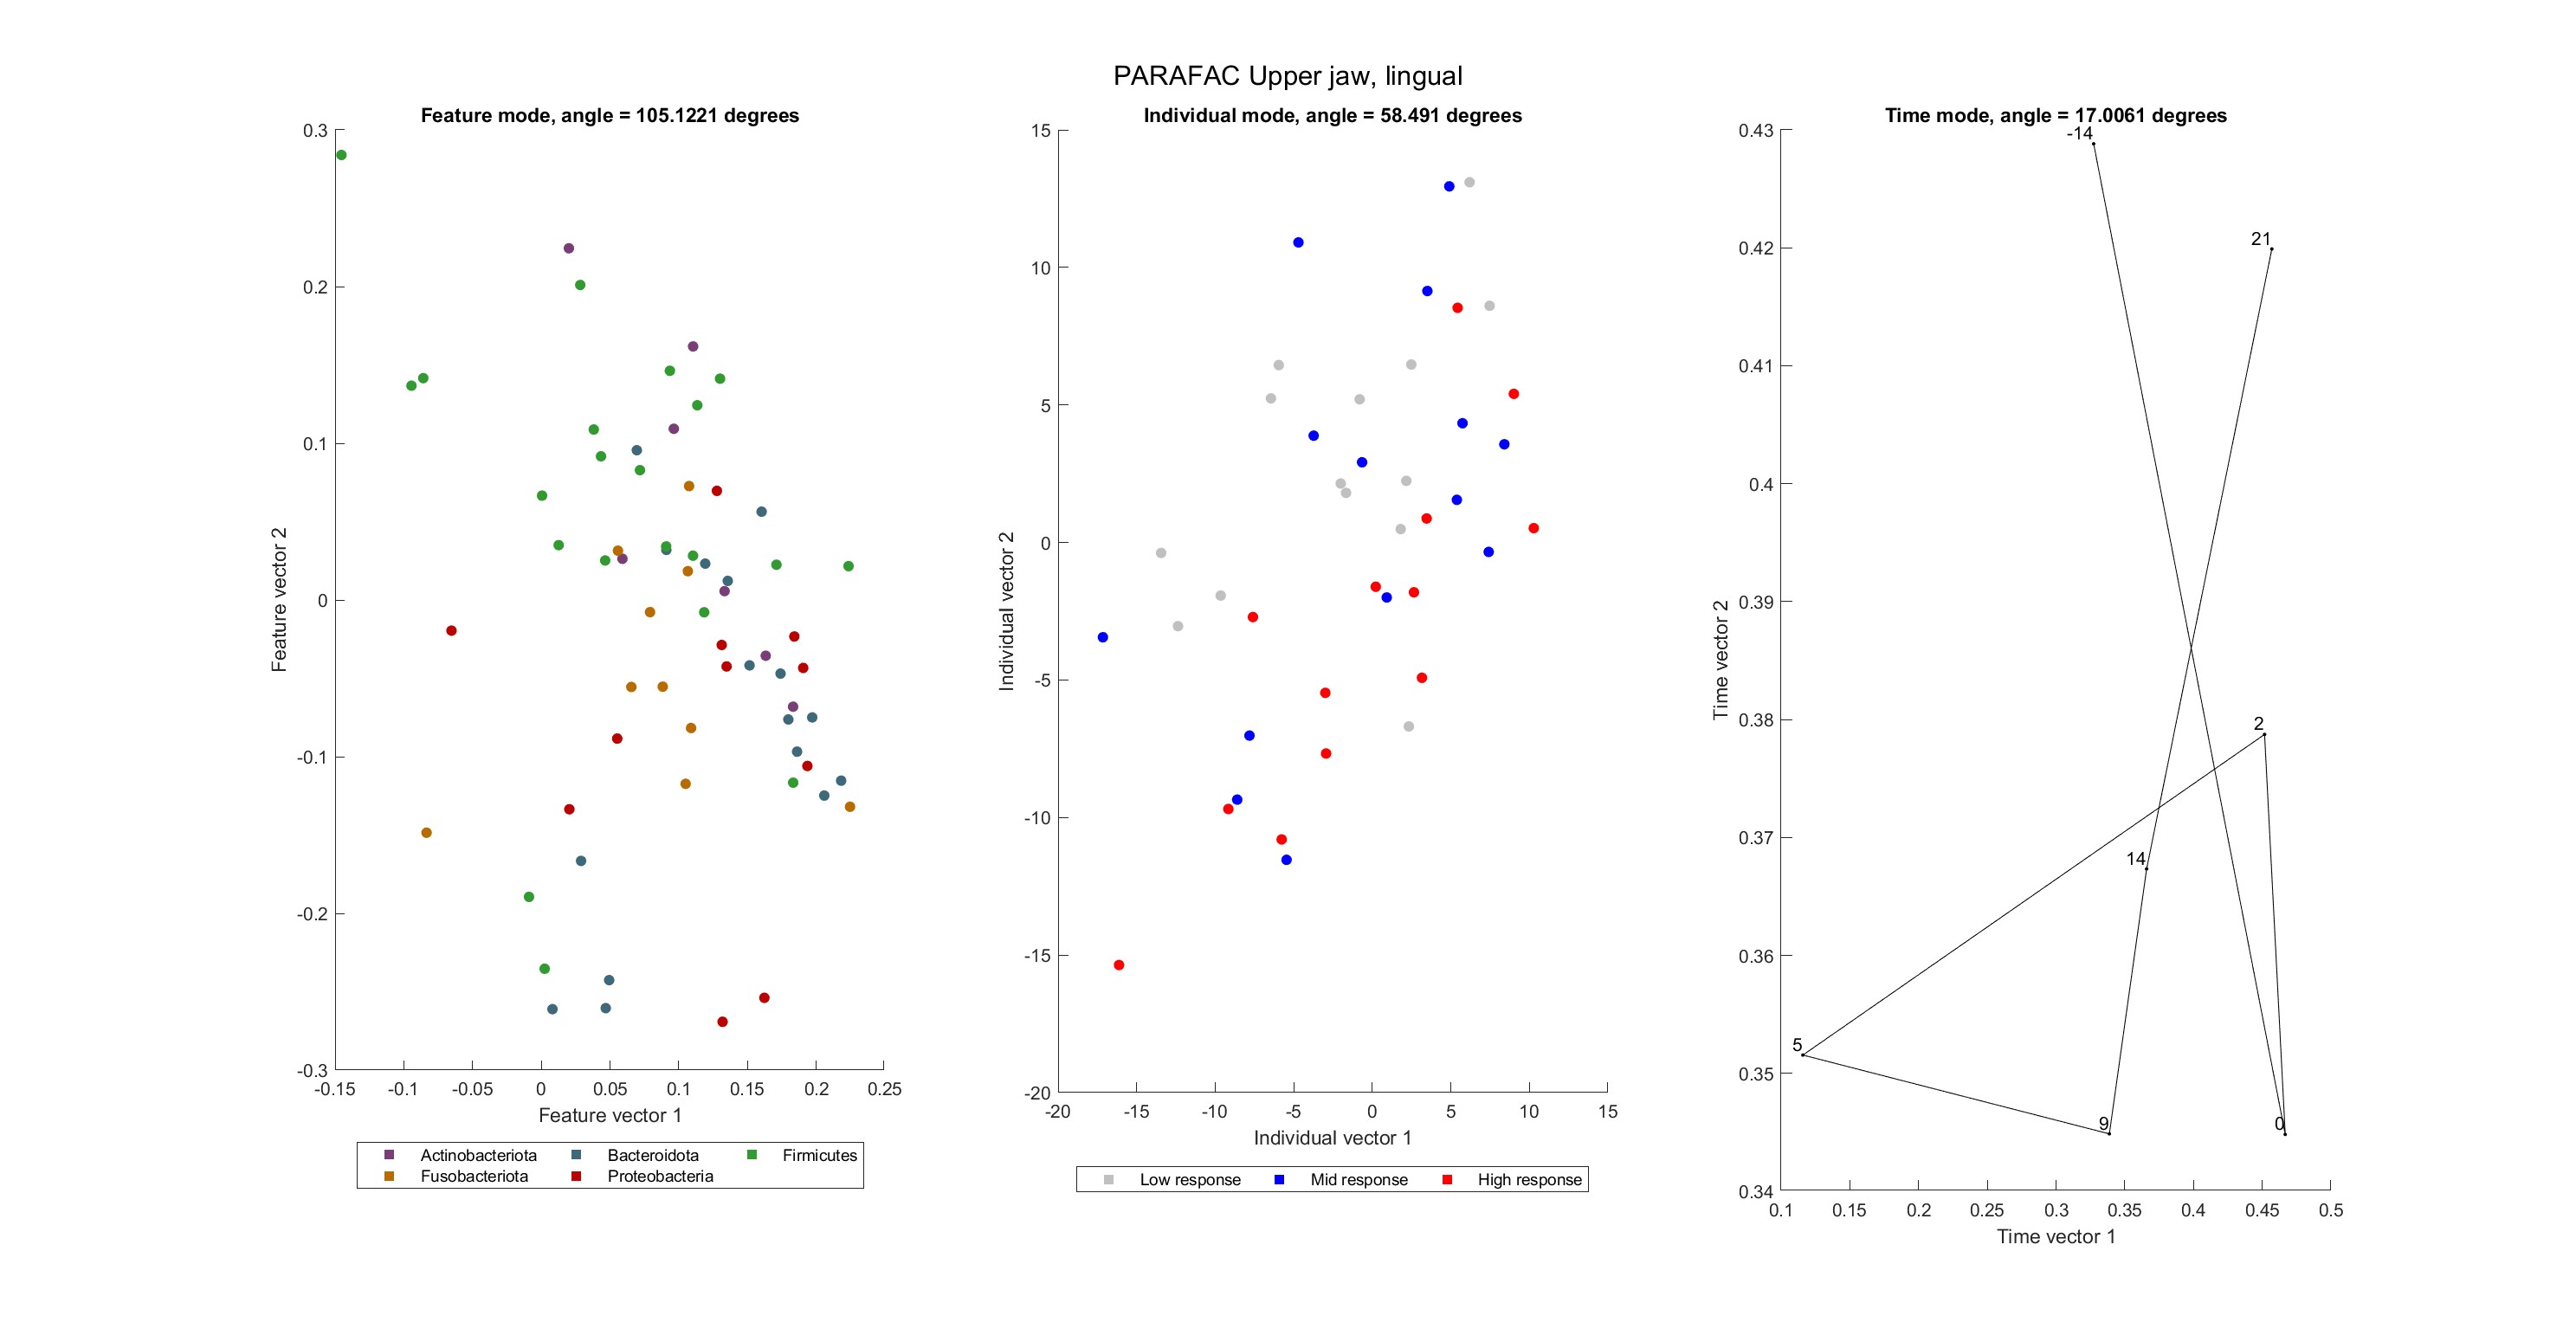 PARAFAC Upper jaw, lingual
Feature mode, angle = 105.1221 degrees
0.3
0.2
0.1
0
-0.1
-0.2
-0.3
Feature vector 2
-0.15 -0.1 -0.05 0 0.05 0.1 0.15 0.2 0.25
Feature vector 1
Actinobacteriota Bacteroidota Firmicutes
Fusobacteriota Proteobacteria
Individual mode, angle = 58.491 degrees
15
10
5
0
-5
-10
-15
-20
Individual vector 2
-20 -15 -10 -5 0 5 10 15
Individual vector 1
Low response Mid response High response
Time mode, angle = 17.0061 degrees
0.43
0.42
0.41
0.4
0.39
0.38
0.37
0.36
0.35
0.34
Time vector 2
-14
21
2
14
5
9
0
0.1 0.15 0.2 0.25 0.3 0.35 0.4 0.45 0.5
Time vector 1